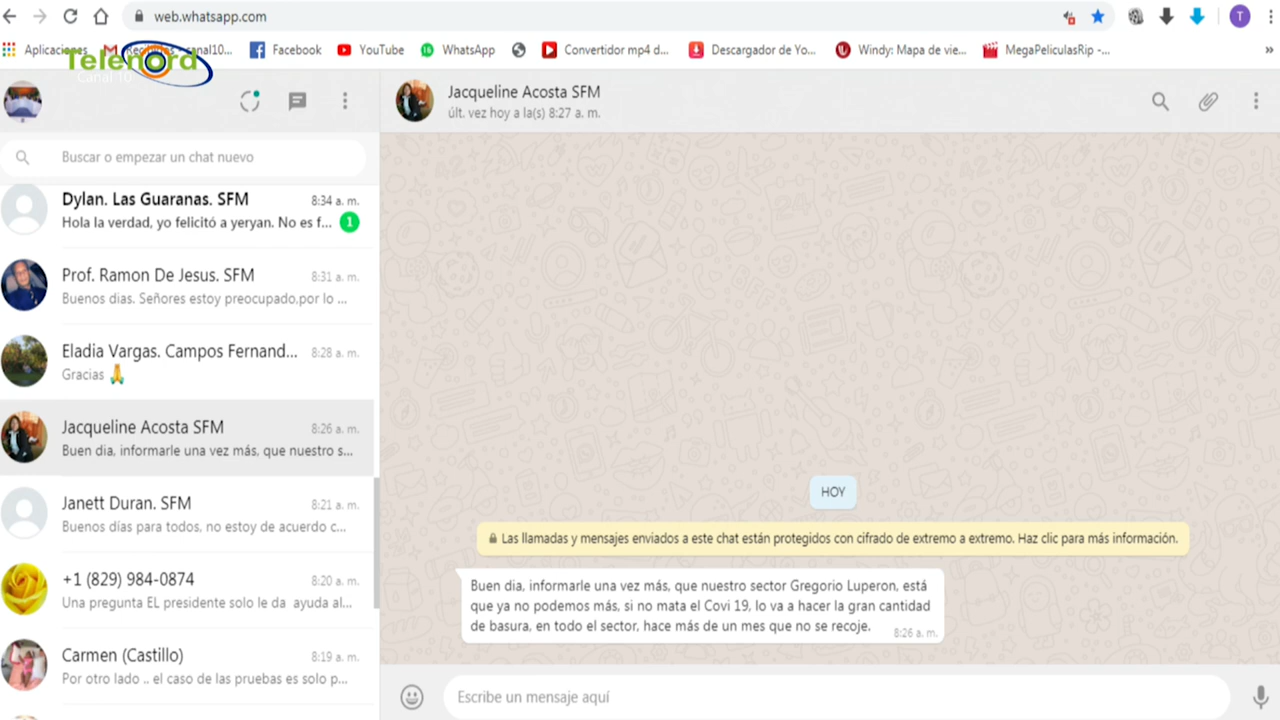 web.whatsapp.com
T
Aplicaciones
Facebook
YouTube
WhatsApp
Convertidor mp4 d...
Descargador de Yo...
Windy: Mapa de vie...
MegaPeliculasRip -...
»
Telenord
Canal 10
Jacqueline Acosta SFM
últ. vez hoy a la(s) 8:27 a. m.
Buscar o empezar un chat nuevo
Dylan. Las Guaranas. SFM
8:34 a. m.
Hola la verdad, yo felicitó a yeryan. No es f...
1
Prof. Ramon De Jesus. SFM
8:31 a. m.
Buenos dias. Señores estoy preocupado,por lo ...
Eladia Vargas. Campos Fernand...
8:28 a. m.
Gracias 🙏
Jacqueline Acosta SFM
8:26 a. m.
Buen dia, informarle una vez más, que nuestro s...
Janett Duran. SFM
8:21 a. m.
Buenos días para todos, no estoy de acuerdo c...
+1 (829) 984-0874
8:20 a. m.
Una pregunta EL presidente solo le da ayuda al...
Carmen (Castillo)
8:19 a. m.
Por otro lado .. el caso de las pruebas es solo p...
HOY
Las llamadas y mensajes enviados a este chat están protegidos con cifrado de extremo a extremo. Haz clic para más información.
Buen dia, informarle una vez más, que nuestro sector Gregorio Luperon, está
que ya no podemos más, si no mata el Covi 19, lo va a hacer la gran cantidad
de basura, en todo el sector, hace más de un mes que no se recoje.
8:26 a. m.
Escribe un mensaje aquí